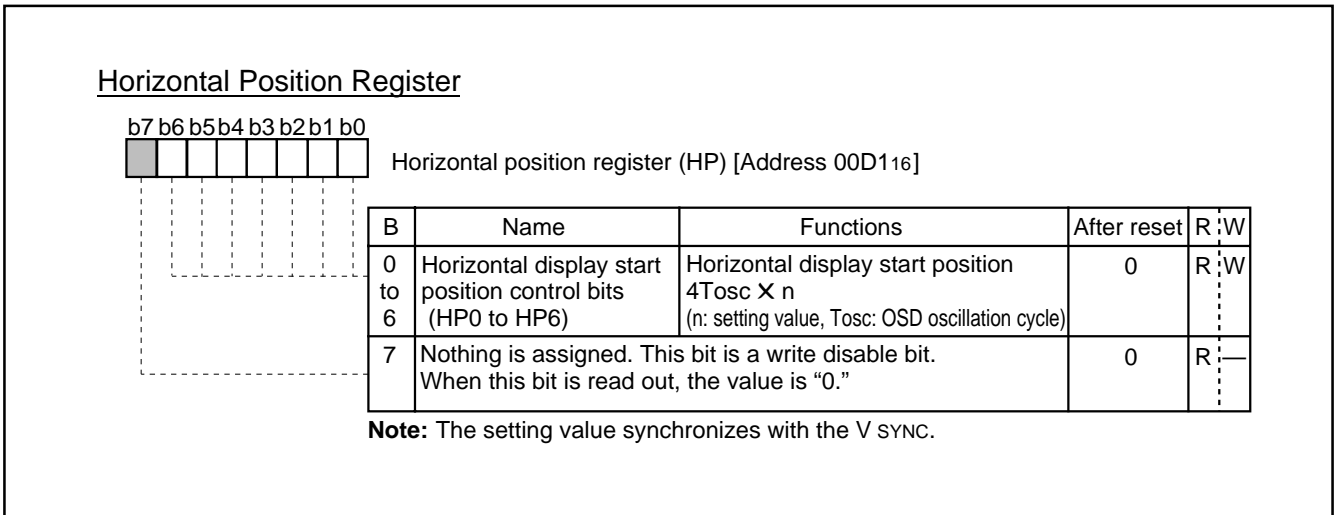 Horizontal Position Register
b7 b6 b5 b4 b3 b2 b1 b0
Horizontal position register (HP) [Address 00D116]
B Name Functions After reset R W
0 to 6 Horizontal display start position control bits (HP0 to HP6) Horizontal display start position 4Tosc X n (n: setting value, Tosc: OSD oscillation cycle) 0 R W
7 Nothing is assigned. This bit is a write disable bit. When this bit is read out, the value is “0.” 0 R —
Note: The setting value synchronizes with the V SYNC.